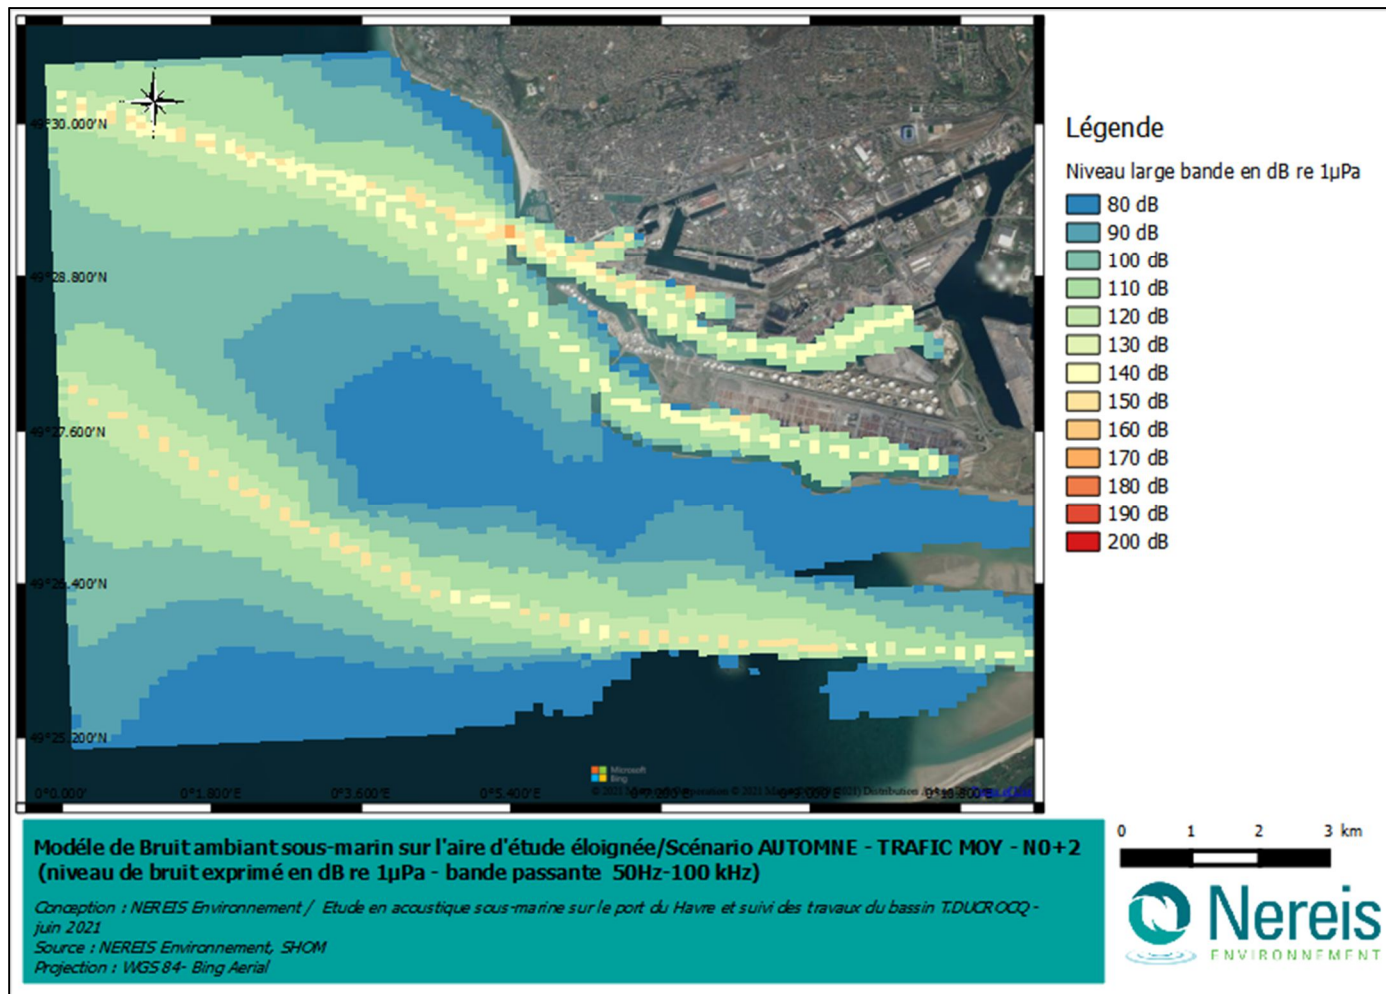 49°30.000'N
49°28.800'N
49°27.600'N
49°26.400'N
49°25.200'N
0°0.000'
0°1.800'E
0°3.600'E
0°5.400'E
Microsoft
Bing
Légende
Niveau large bande en dB re 1µPa
80 dB
90 dB
100 dB
110 dB
120 dB
130 dB
140 dB
150 dB
160 dB
170 dB
180 dB
190 dB
200 dB
Modéle de Bruit ambiant sous-marin sur l'aire d'étude éloignée/Scénario AUTOMNE - TRAFIC MOY - N0+2
(niveau de bruit exprimé en dB re 1µPa - bande passante 50Hz-100 kHz)
Conception : NEREIS Environnement / Etude en acoustique sous-marine sur le port du Havre et suivi des travaux du bassin T.DUCROCQ -
juin 2021
Source : NEREIS Environnement, SHOM
Projection : WGS 84- Bing Aerial
0 1 2 3 km
Nereis
ENVIRONNEMENT